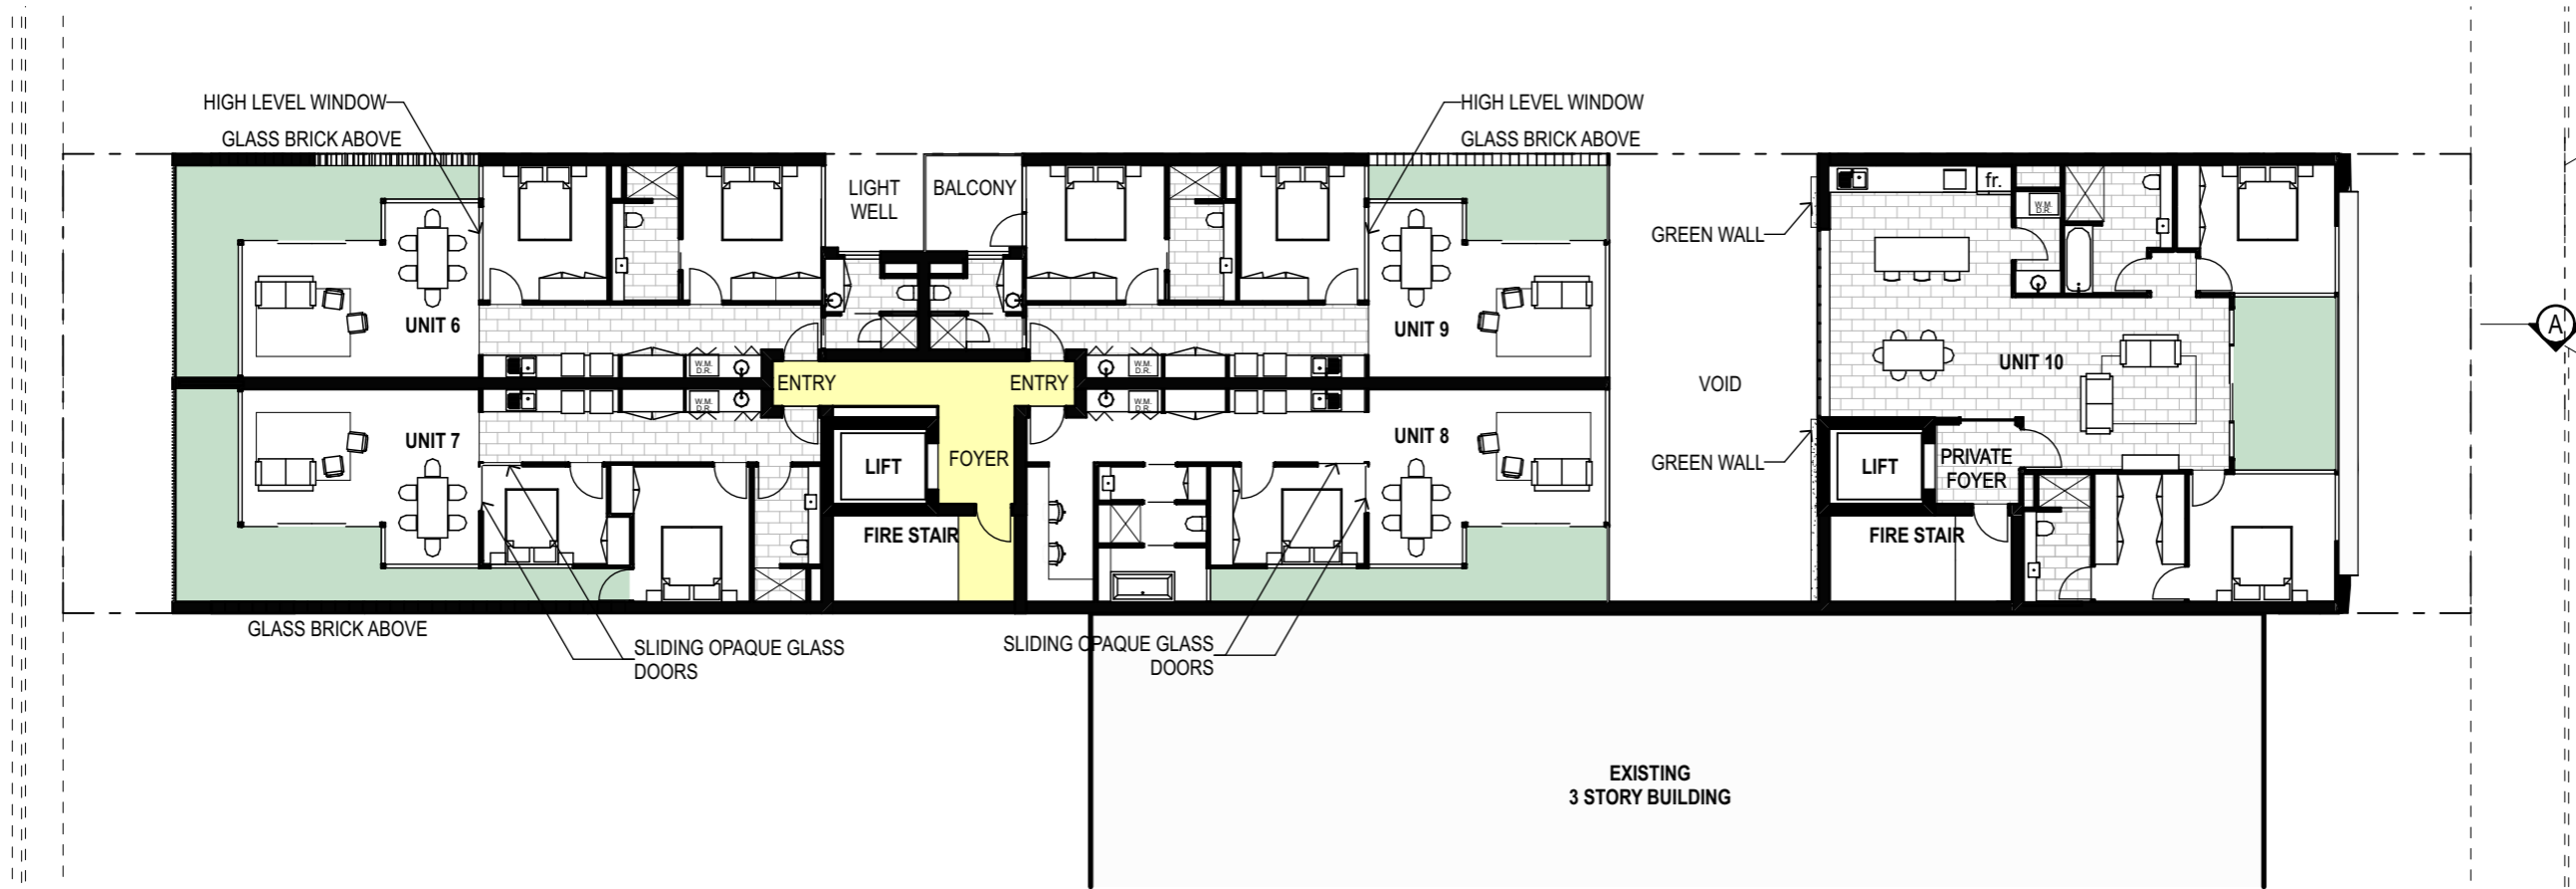 HIGH LEVEL WINDOW
GLASS BRICK ABOVE
HIGH LEVEL WINDOW
GLASS BRICK ABOVE
LIGHT
WELL
BALCONY
fr.
W.M.
D.R.
GREEN WALL
UNIT 6
UNIT 9
UNIT 10
A
W.M.
D.R.
W.M.
D.R.
ENTRY
ENTRY
VOID
W.M.
D.R.
W.M.
D.R.
UNIT 7
UNIT 8
LIFT
FOYER
GREEN WALL
LIFT
PRIVATE
FOYER
FIRE STAIR
FIRE STAIR
GLASS BRICK ABOVE
SLIDING OPAQUE GLASS
DOORS
SLIDING OPAQUE GLASS
DOORS
EXISTING
3 STORY BUILDING